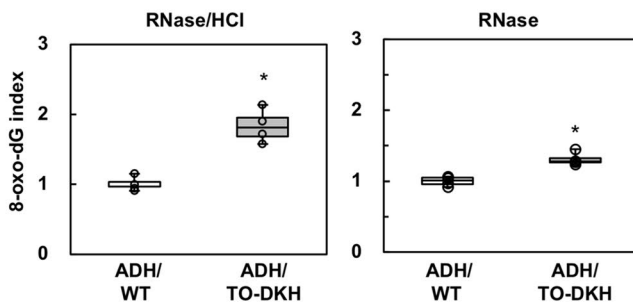 RNase/HCl
8-oxo-dG index
3
2
1
0
*
ADH/
WT
ADH/
TO-DKH
RNase
3
2
1
0
*
ADH/
WT
ADH/
TO-DKH